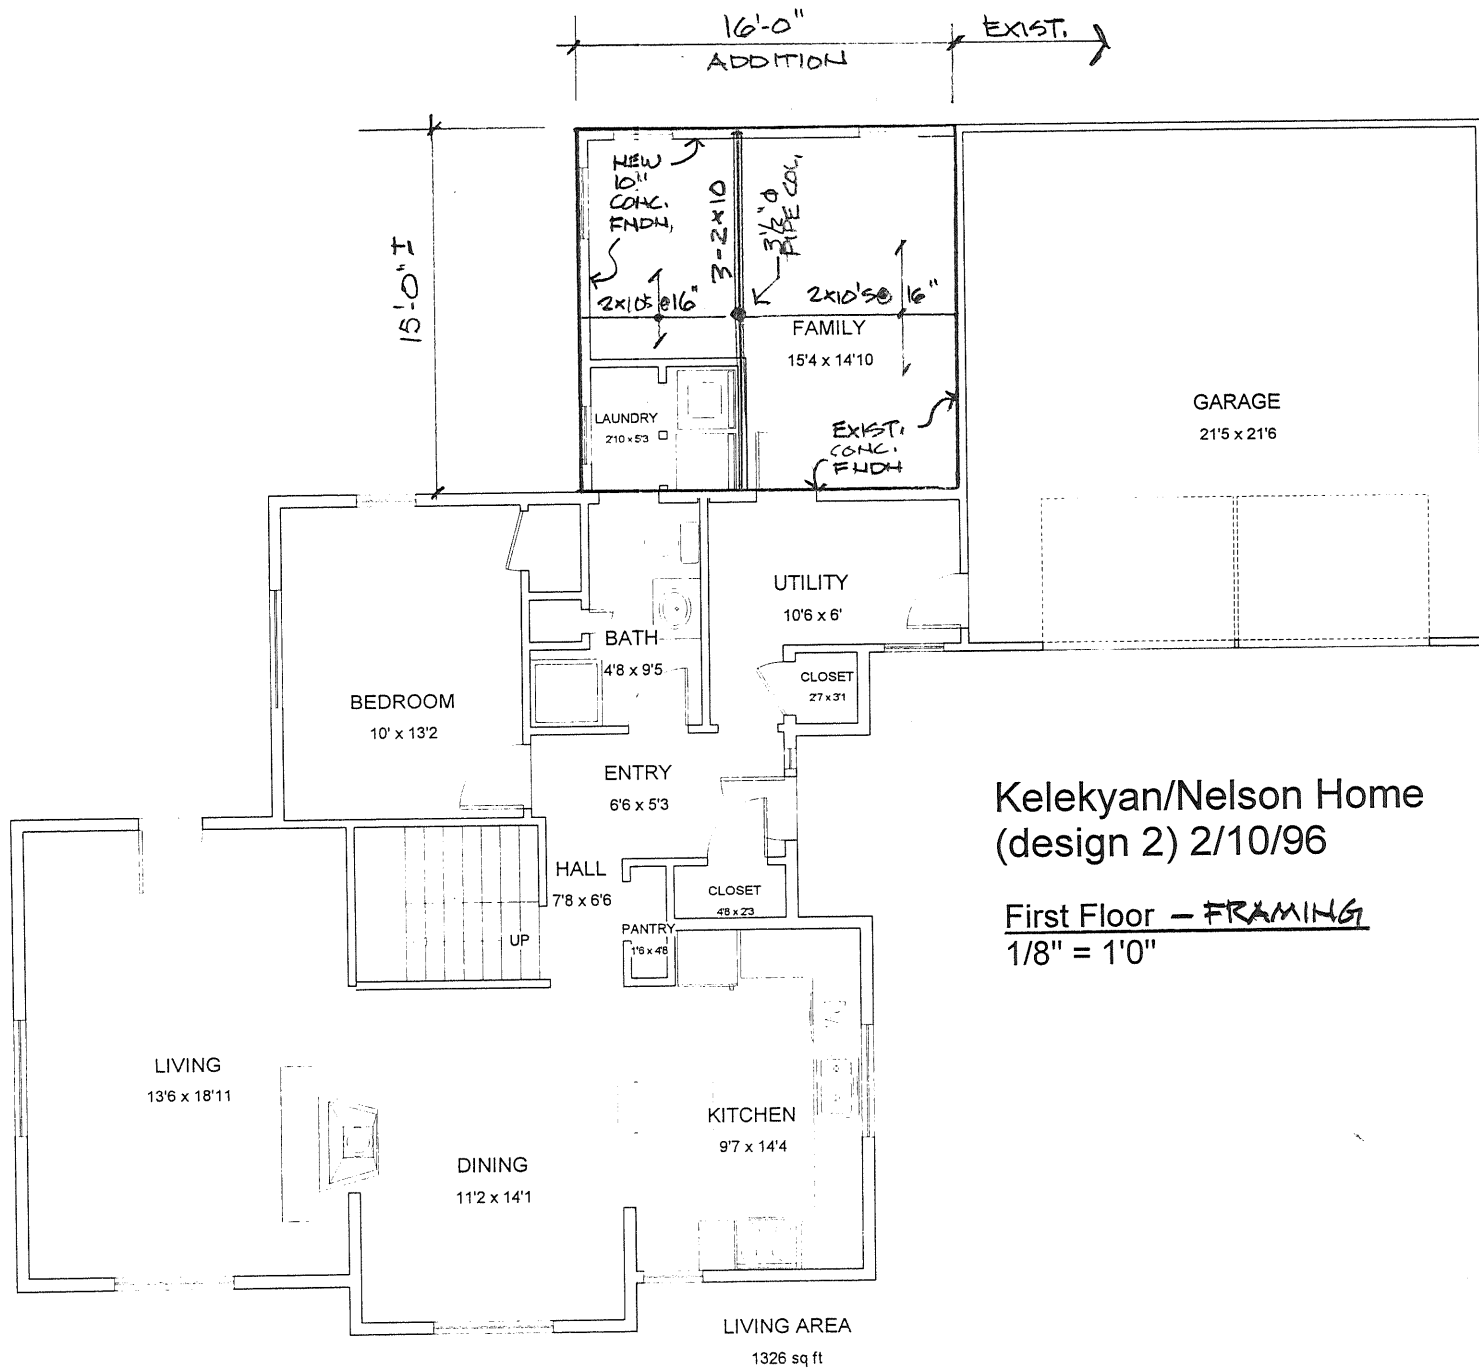 16'-0"
EXIST.
ADDITION
NEW
10"
CONC.
FNDN.
3-2x10
3½"Ø
PIPE COL.
15'-0" ±
2x10's @ 16"
2x10's @ 16"
FAMILY
15'4 x 14'10
LAUNDRY
2'10 x 5'3
EXIST.
CONC.
FNDN
GARAGE
21'5 x 21'6
UTILITY
10'6 x 6'
BATH
4'8 x 9'5
CLOSET
2'7 x 3'1
BEDROOM
10' x 13'2
ENTRY
6'6 x 5'3
Kelekyan/Nelson Home
(design 2) 2/10/96
HALL
7'8 x 6'6
CLOSET
4'8 x 2'3
First Floor – FRAMING
1/8" = 1'0"
PANTRY
1'6 x 4'8
UP
LIVING
13'6 x 18'11
KITCHEN
9'7 x 14'4
DINING
11'2 x 14'1
LIVING AREA
1326 sq ft